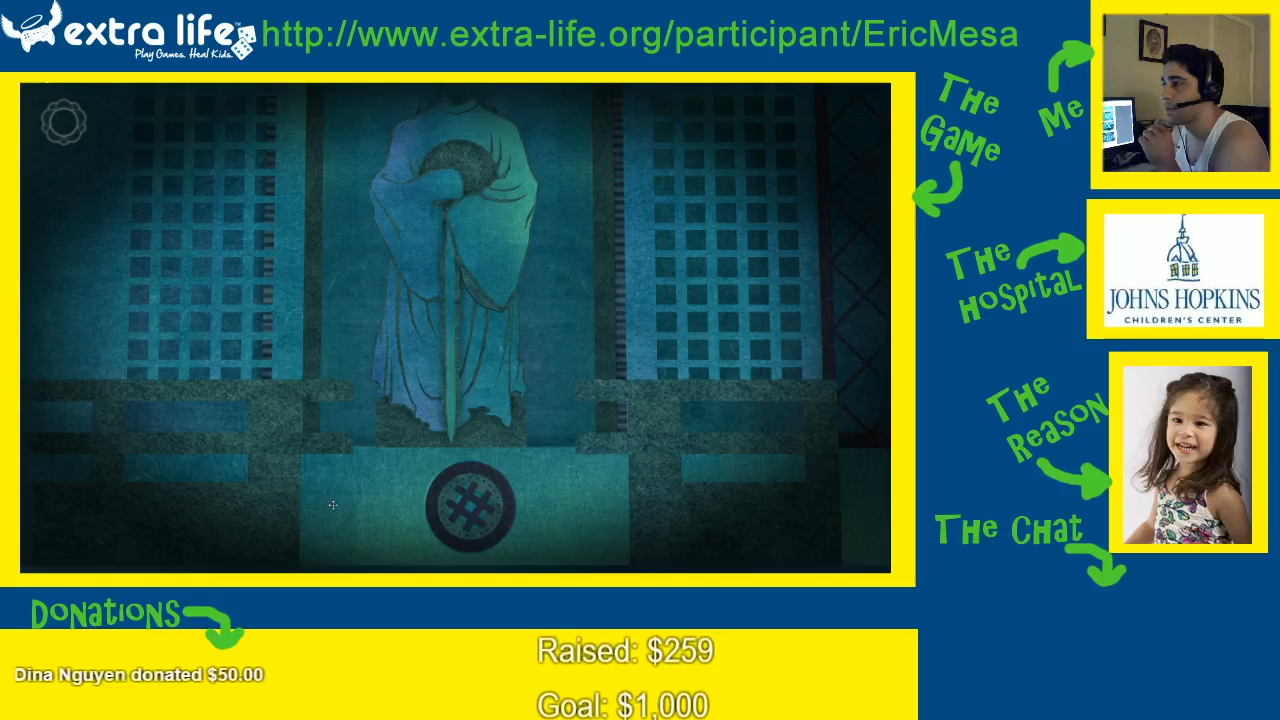 extra life
Play Games. Heal Kids.
http://www.extra-life.org/participant/EricMesa
The Game
Me
The Hospital
JOHNS HOPKINS
CHILDREN'S CENTER
The Reason
The Chat
Donations
Dina Nguyen donated $50.00
Raised: $259
Goal: $1,000